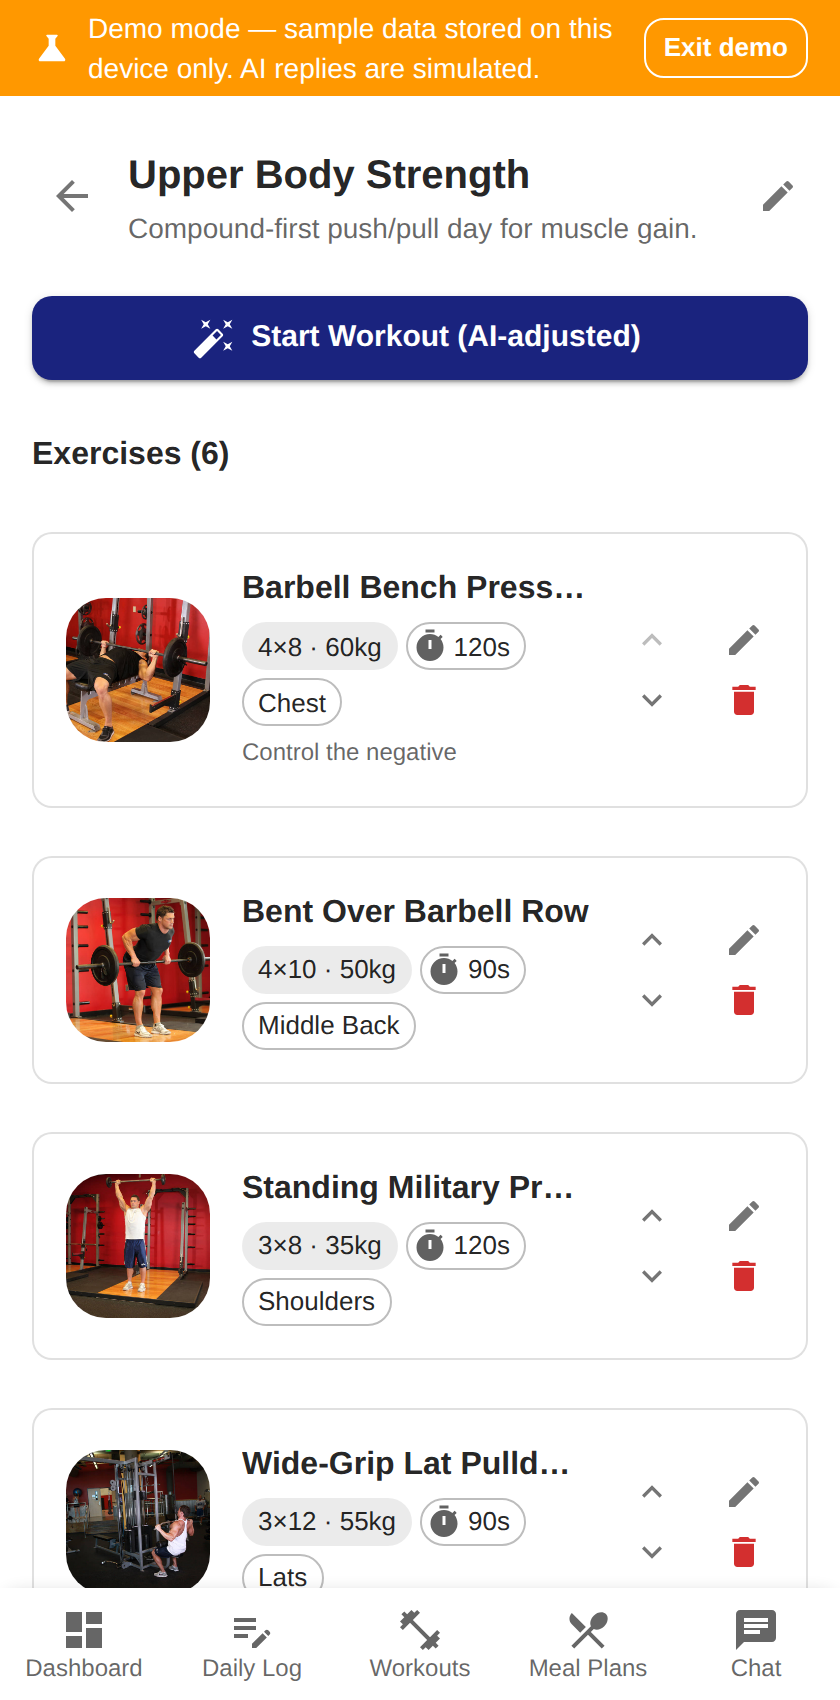 Demo mode — sample data stored on this
device only. AI replies are simulated.
Exit demo
Upper Body Strength
Compound-first push/pull day for muscle gain.
Start Workout (AI-adjusted)
Exercises (6)
Barbell Bench Press…
4×8 · 60kg
120s
Chest
Control the negative
Bent Over Barbell Row
4×10 · 50kg
90s
Middle Back
Standing Military Pr…
3×8 · 35kg
120s
Shoulders
Wide-Grip Lat Pulld…
3×12 · 55kg
90s
Lats
Dashboard
Daily Log
Workouts
Meal Plans
Chat